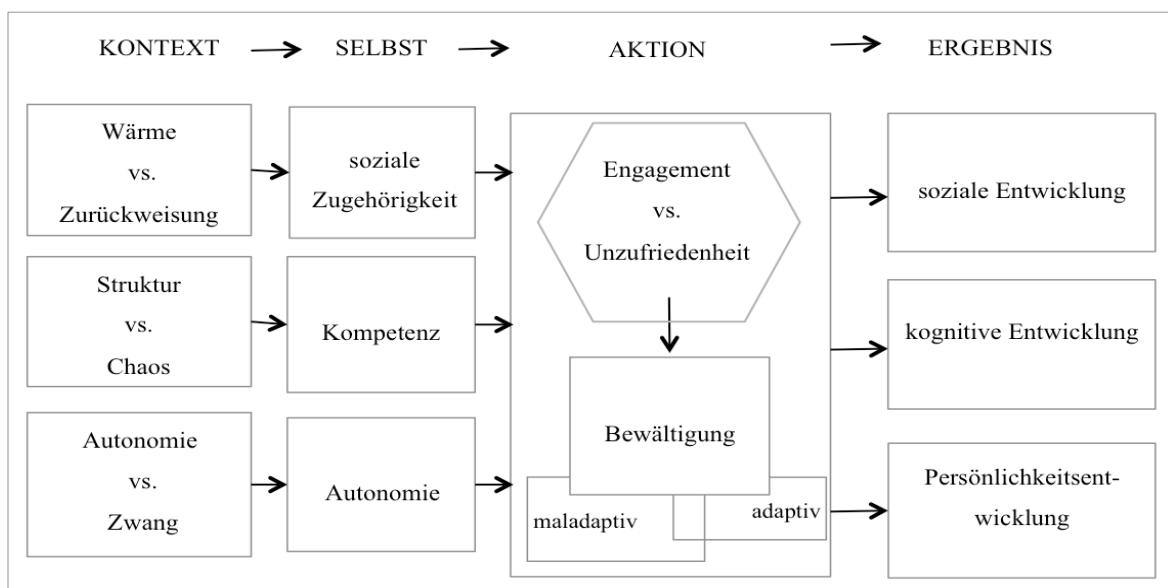 KONTEXT
SELBST
AKTION
ERGEBNIS
Wärme
vs.
Zurückweisung
soziale
Zugehörigkeit
Engagement
vs.
Unzufriedenheit
soziale Entwicklung
Struktur
vs.
Chaos
Kompetenz
kognitive Entwicklung
Bewältigung
maladaptiv
adaptiv
Autonomie
vs.
Zwang
Autonomie
Persönlichkeitsent-
wicklung